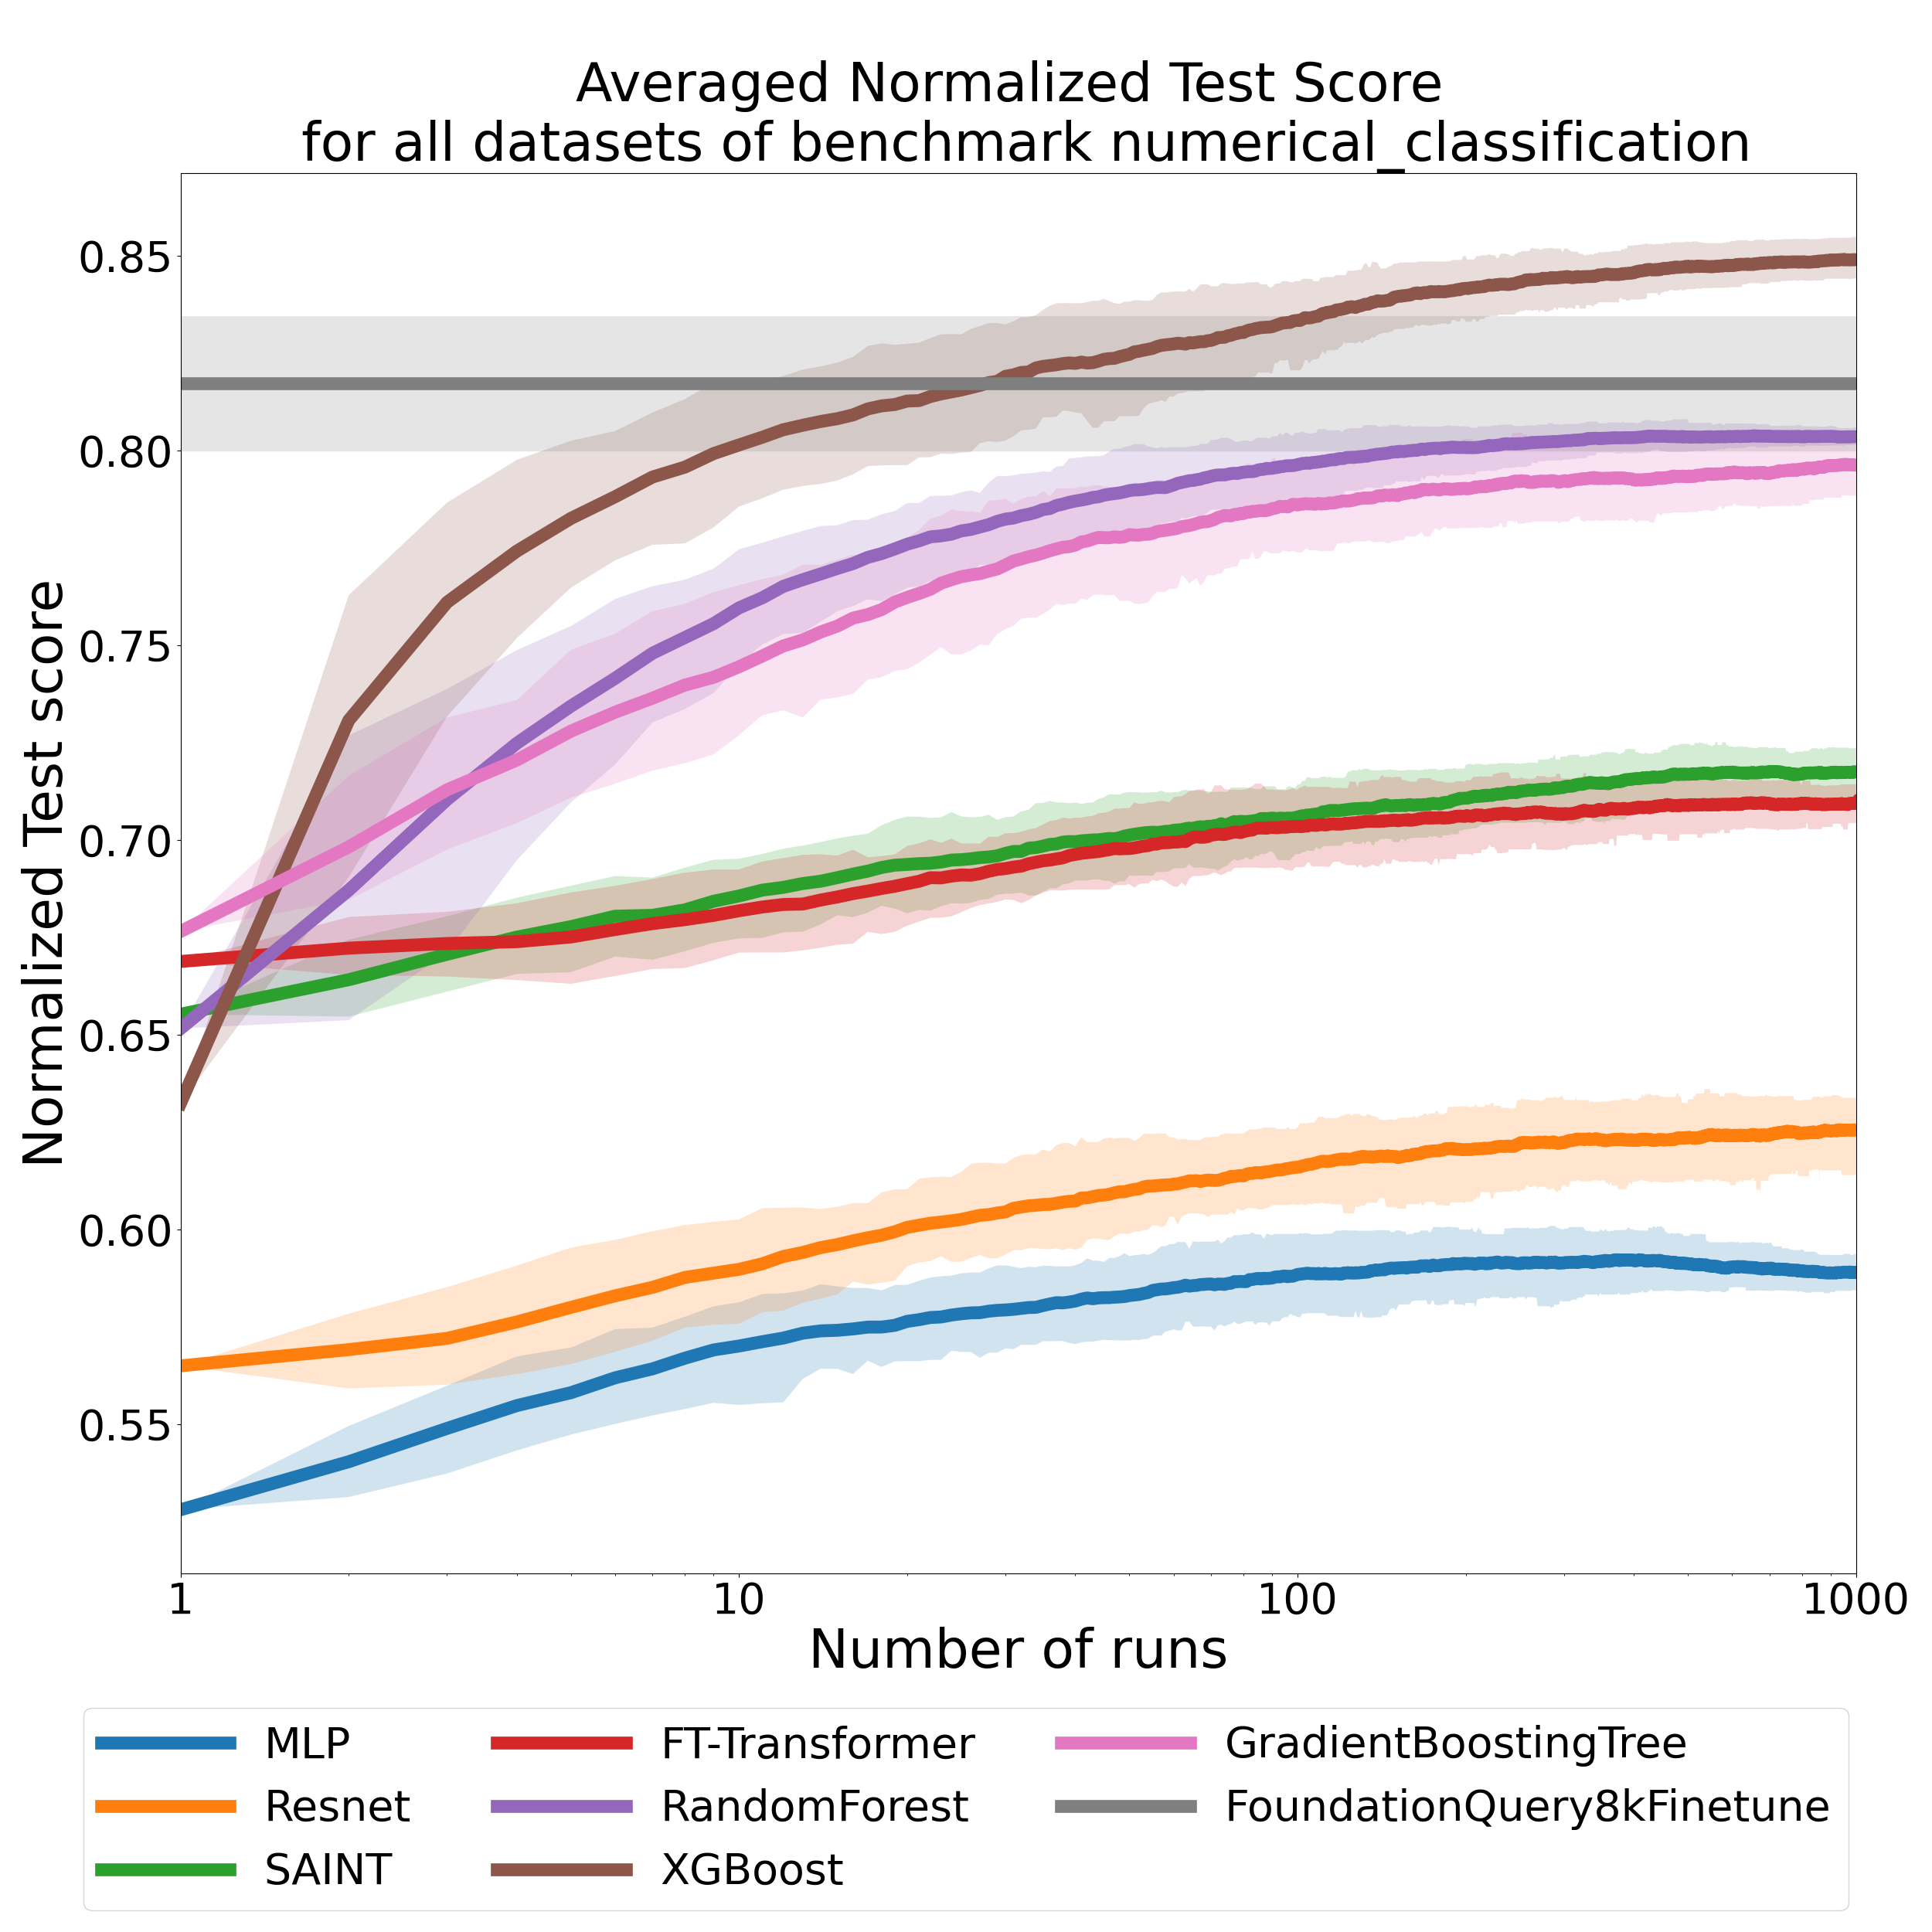 Averaged Normalized Test Score
for all datasets of benchmark numerical_classification
Normalized Test score
0.85
0.80
0.75
0.70
0.65
0.60
0.55
1 10 100 1000
Number of runs
MLP
Resnet
SAINT
FT-Transformer
RandomForest
XGBoost
GradientBoostingTree
FoundationQuery8kFinetune